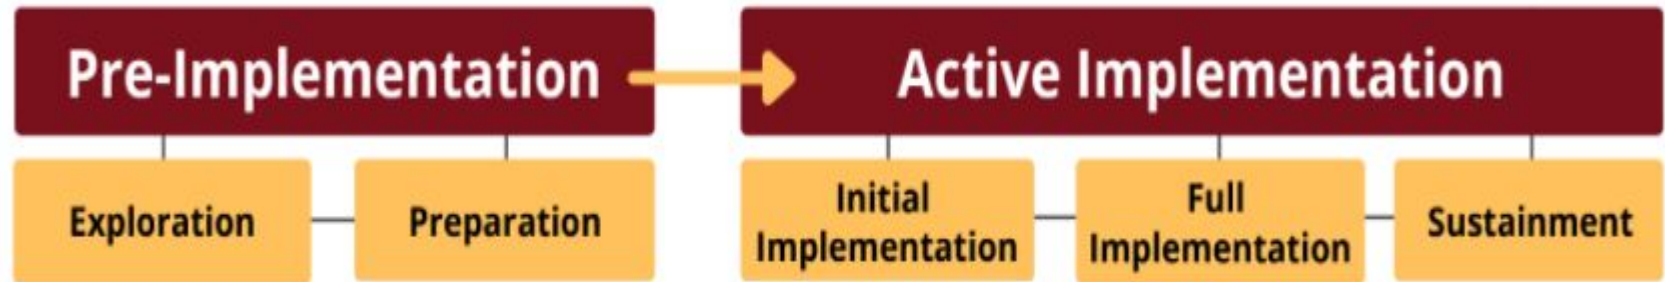 Pre-Implementation
Active Implementation
Exploration
Preparation
Initial
Implementation
Full
Implementation
Sustainment